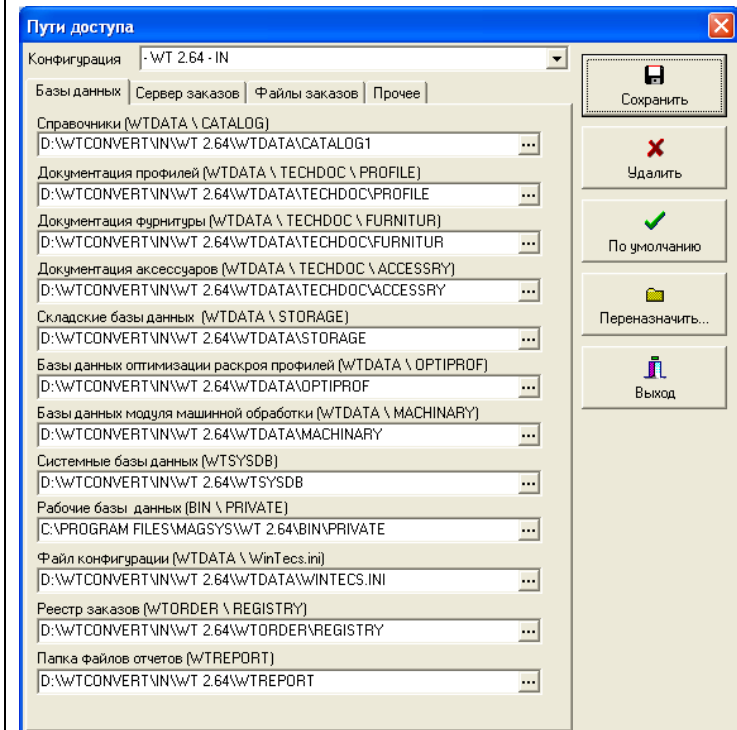 Пути доступа
Конфигурация - WT 2.64 - IN
Базы данных Сервер заказов Файлы заказов Прочее
Справочники (WTDATA \ CATALOG)
D:\WTCONVERT\IN\WT 2.64\WTDATA\CATALOG1 ...
Документация профилей (WTDATA \ TECHDOC \ PROFILE)
D:\WTCONVERT\IN\WT 2.64\WTDATA\TECHDOC\PROFILE ...
Документация фурнитуры (WTDATA \ TECHDOC \ FURNITUR)
D:\WTCONVERT\IN\WT 2.64\WTDATA\TECHDOC\FURNITUR ...
Документация аксессуаров (WTDATA \ TECHDOC \ ACCESSRY)
D:\WTCONVERT\IN\WT 2.64\WTDATA\TECHDOC\ACCESSRY ...
Складские базы данных (WTDATA \ STORAGE)
D:\WTCONVERT\IN\WT 2.64\WTDATA\STORAGE ...
Базы данных оптимизации раскроя профилей (WTDATA \ OPTIPROF)
D:\WTCONVERT\IN\WT 2.64\WTDATA\OPTIPROF ...
Базы данных модуля машинной обработки (WTDATA \ MACHINARY)
D:\WTCONVERT\IN\WT 2.64\WTDATA\MACHINARY ...
Системные базы данных (WTSYSDB)
D:\WTCONVERT\IN\WT 2.64\WTSYSDB ...
Рабочие базы данных (BIN \ PRIVATE)
C:\PROGRAM FILES\MAGSYS\WT 2.64\BIN\PRIVATE ...
Файл конфигурации (WTDATA \ WinTecs.ini)
D:\WTCONVERT\IN\WT 2.64\WTDATA\WINTECS.INI ...
Реестр заказов (WTORDER \ REGISTRY)
D:\WTCONVERT\IN\WT 2.64\WTORDER\REGISTRY ...
Папка файлов отчетов (WTREPORT)
D:\WTCONVERT\IN\WT 2.64\WTREPORT ...
Сохранить
Удалить
По умолчанию
Переназначить...
Выход